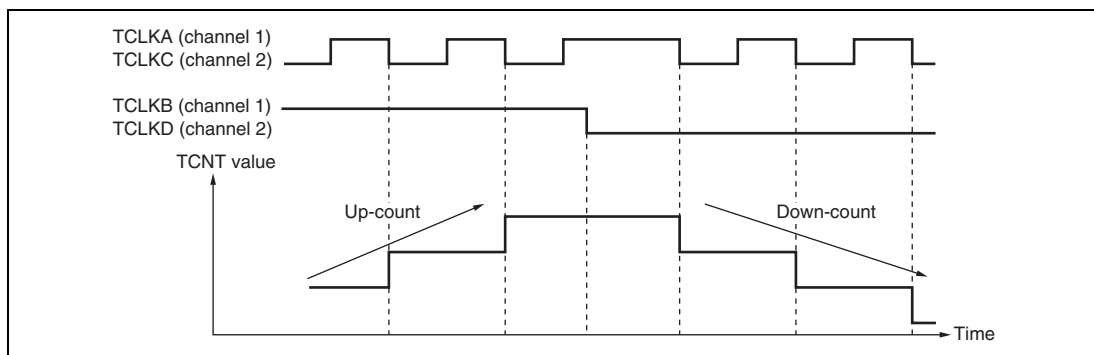 TCLKA (channel 1)
TCLKC (channel 2)
TCLKB (channel 1)
TCLKD (channel 2)
TCNT value
Up-count
Down-count
Time